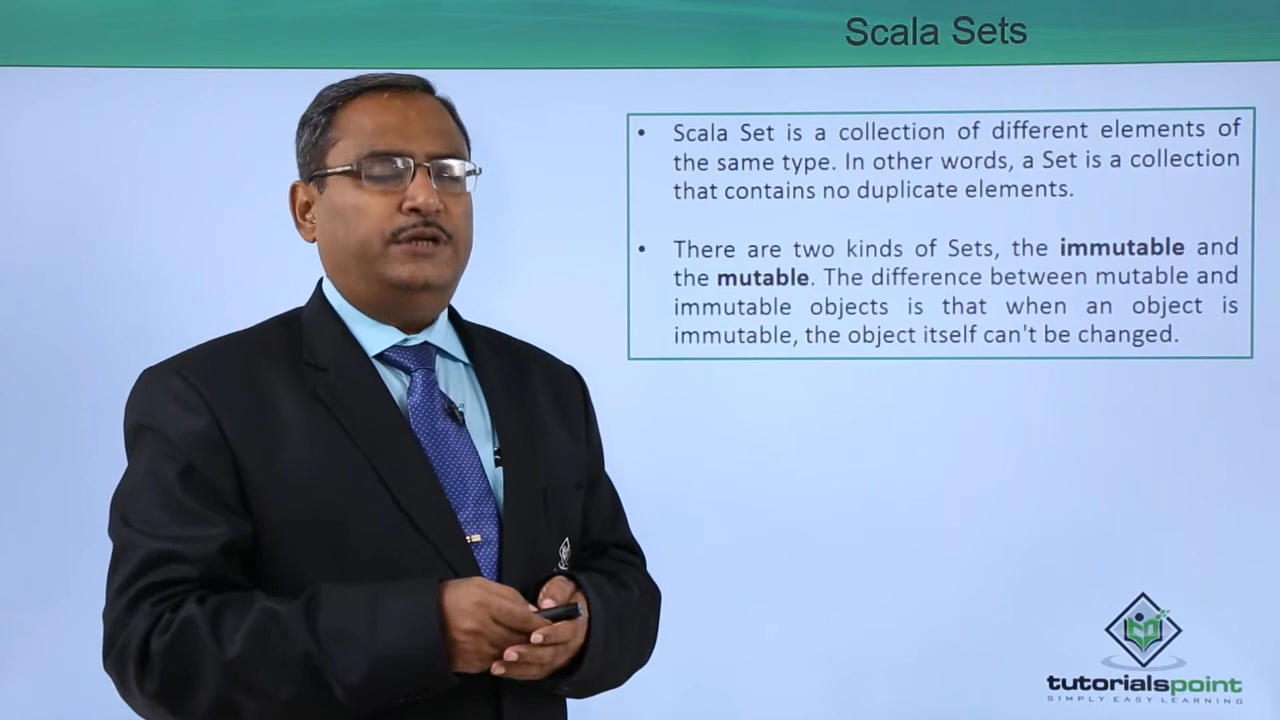 Scala Sets
• Scala Set is a collection of different elements of
the same type. In other words, a Set is a collection
that contains no duplicate elements.
• There are two kinds of Sets, the immutable and
the mutable. The difference between mutable and
immutable objects is that when an object is
immutable, the object itself can't be changed.
tutorialspoint
SIMPLY EASY LEARNING